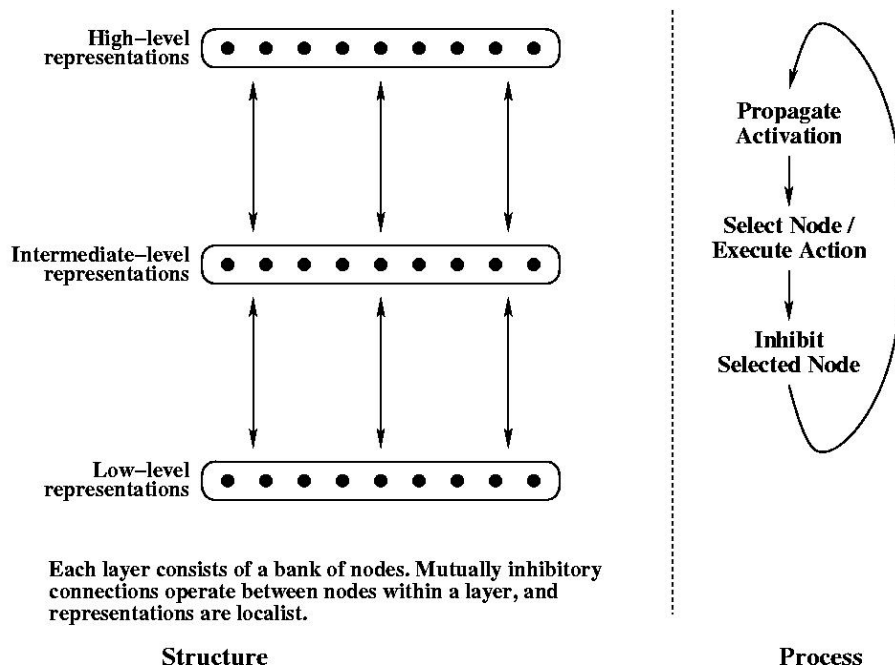 High–level
representations
Intermediate–level
representations
Low–level
representations
Each layer consists of a bank of nodes. Mutually inhibitory
connections operate between nodes within a layer, and
representations are localist.
Structure
Propagate
Activation
Select Node /
Execute Action
Inhibit
Selected Node
Process